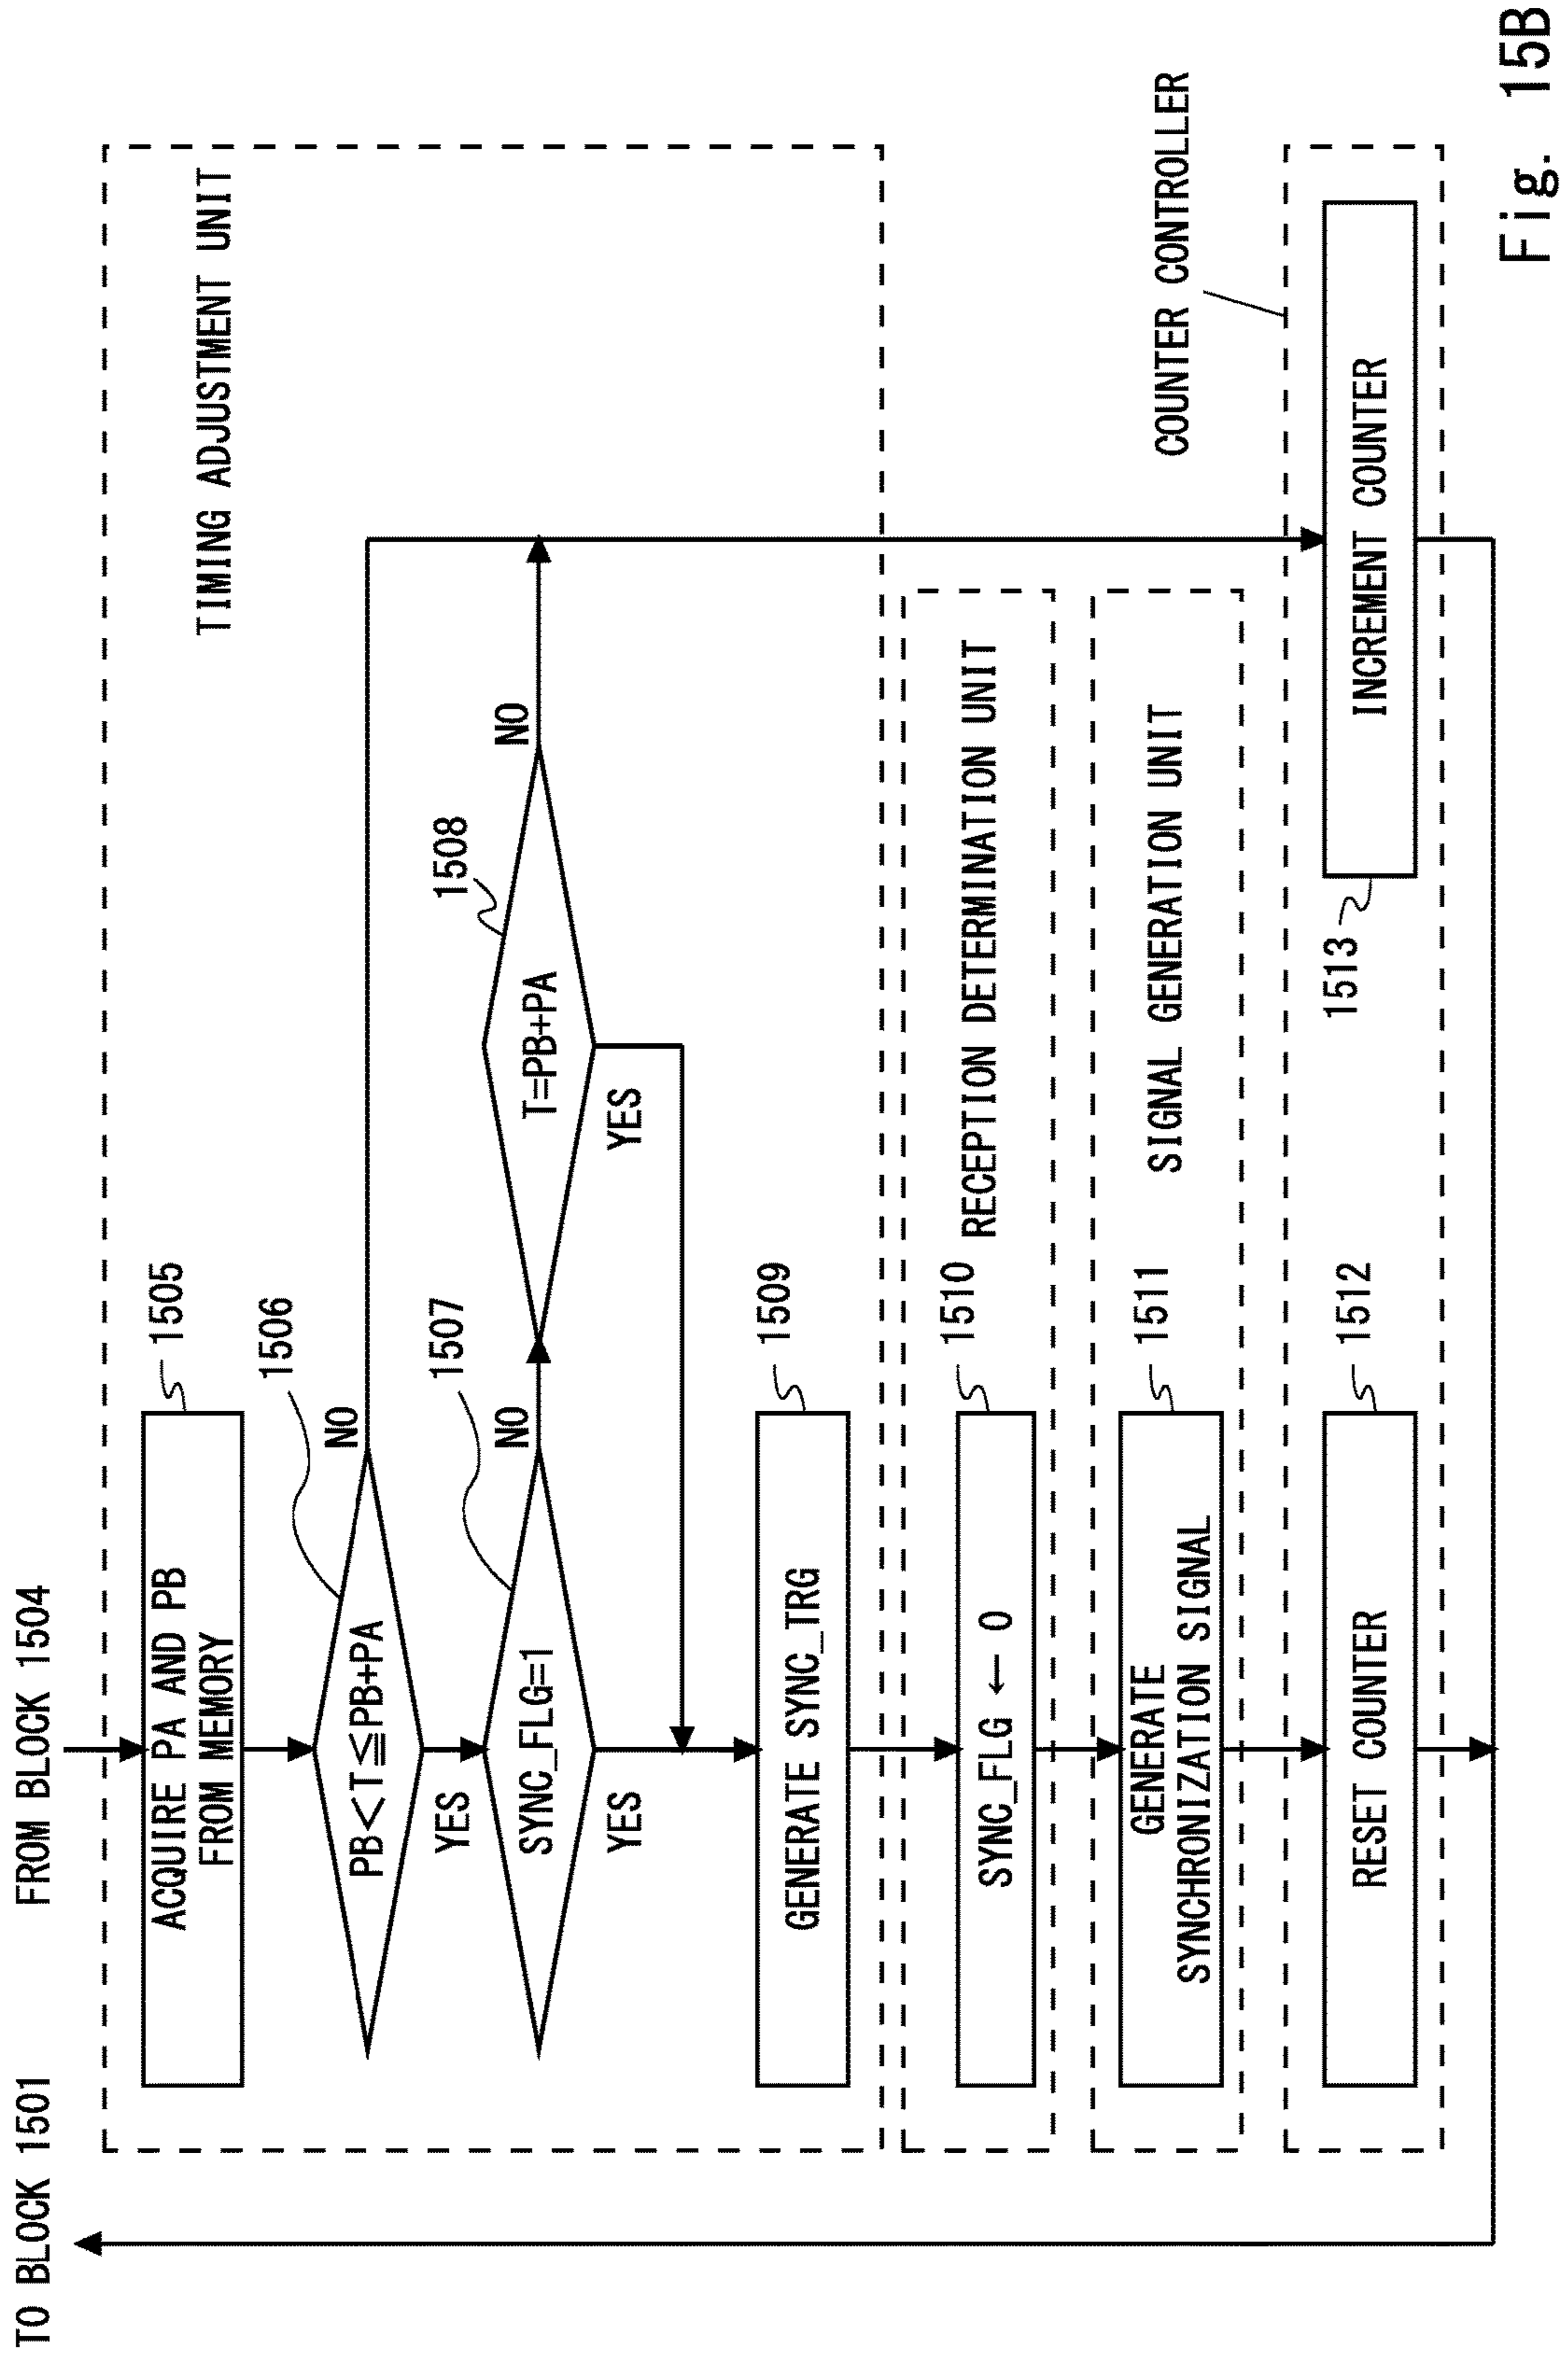 TO BLOCK 1501
FROM BLOCK 1504
TIMING ADJUSTMENT UNIT
ACQUIRE PA AND PB
FROM MEMORY
1505
PB<T≦PB+PA
1506
NO
YES
SYNC_FLG=1
1507
NO
YES
T=PB+PA
1508
NO
YES
GENERATE SYNC_TRG
1509
RECEPTION DETERMINATION UNIT
SYNC_FLG ← 0
1510
SIGNAL GENERATION UNIT
GENERATE
SYNCHRONIZATION SIGNAL
1511
COUNTER CONTROLLER
RESET COUNTER
1512
INCREMENT COUNTER
1513
Fig. 15B